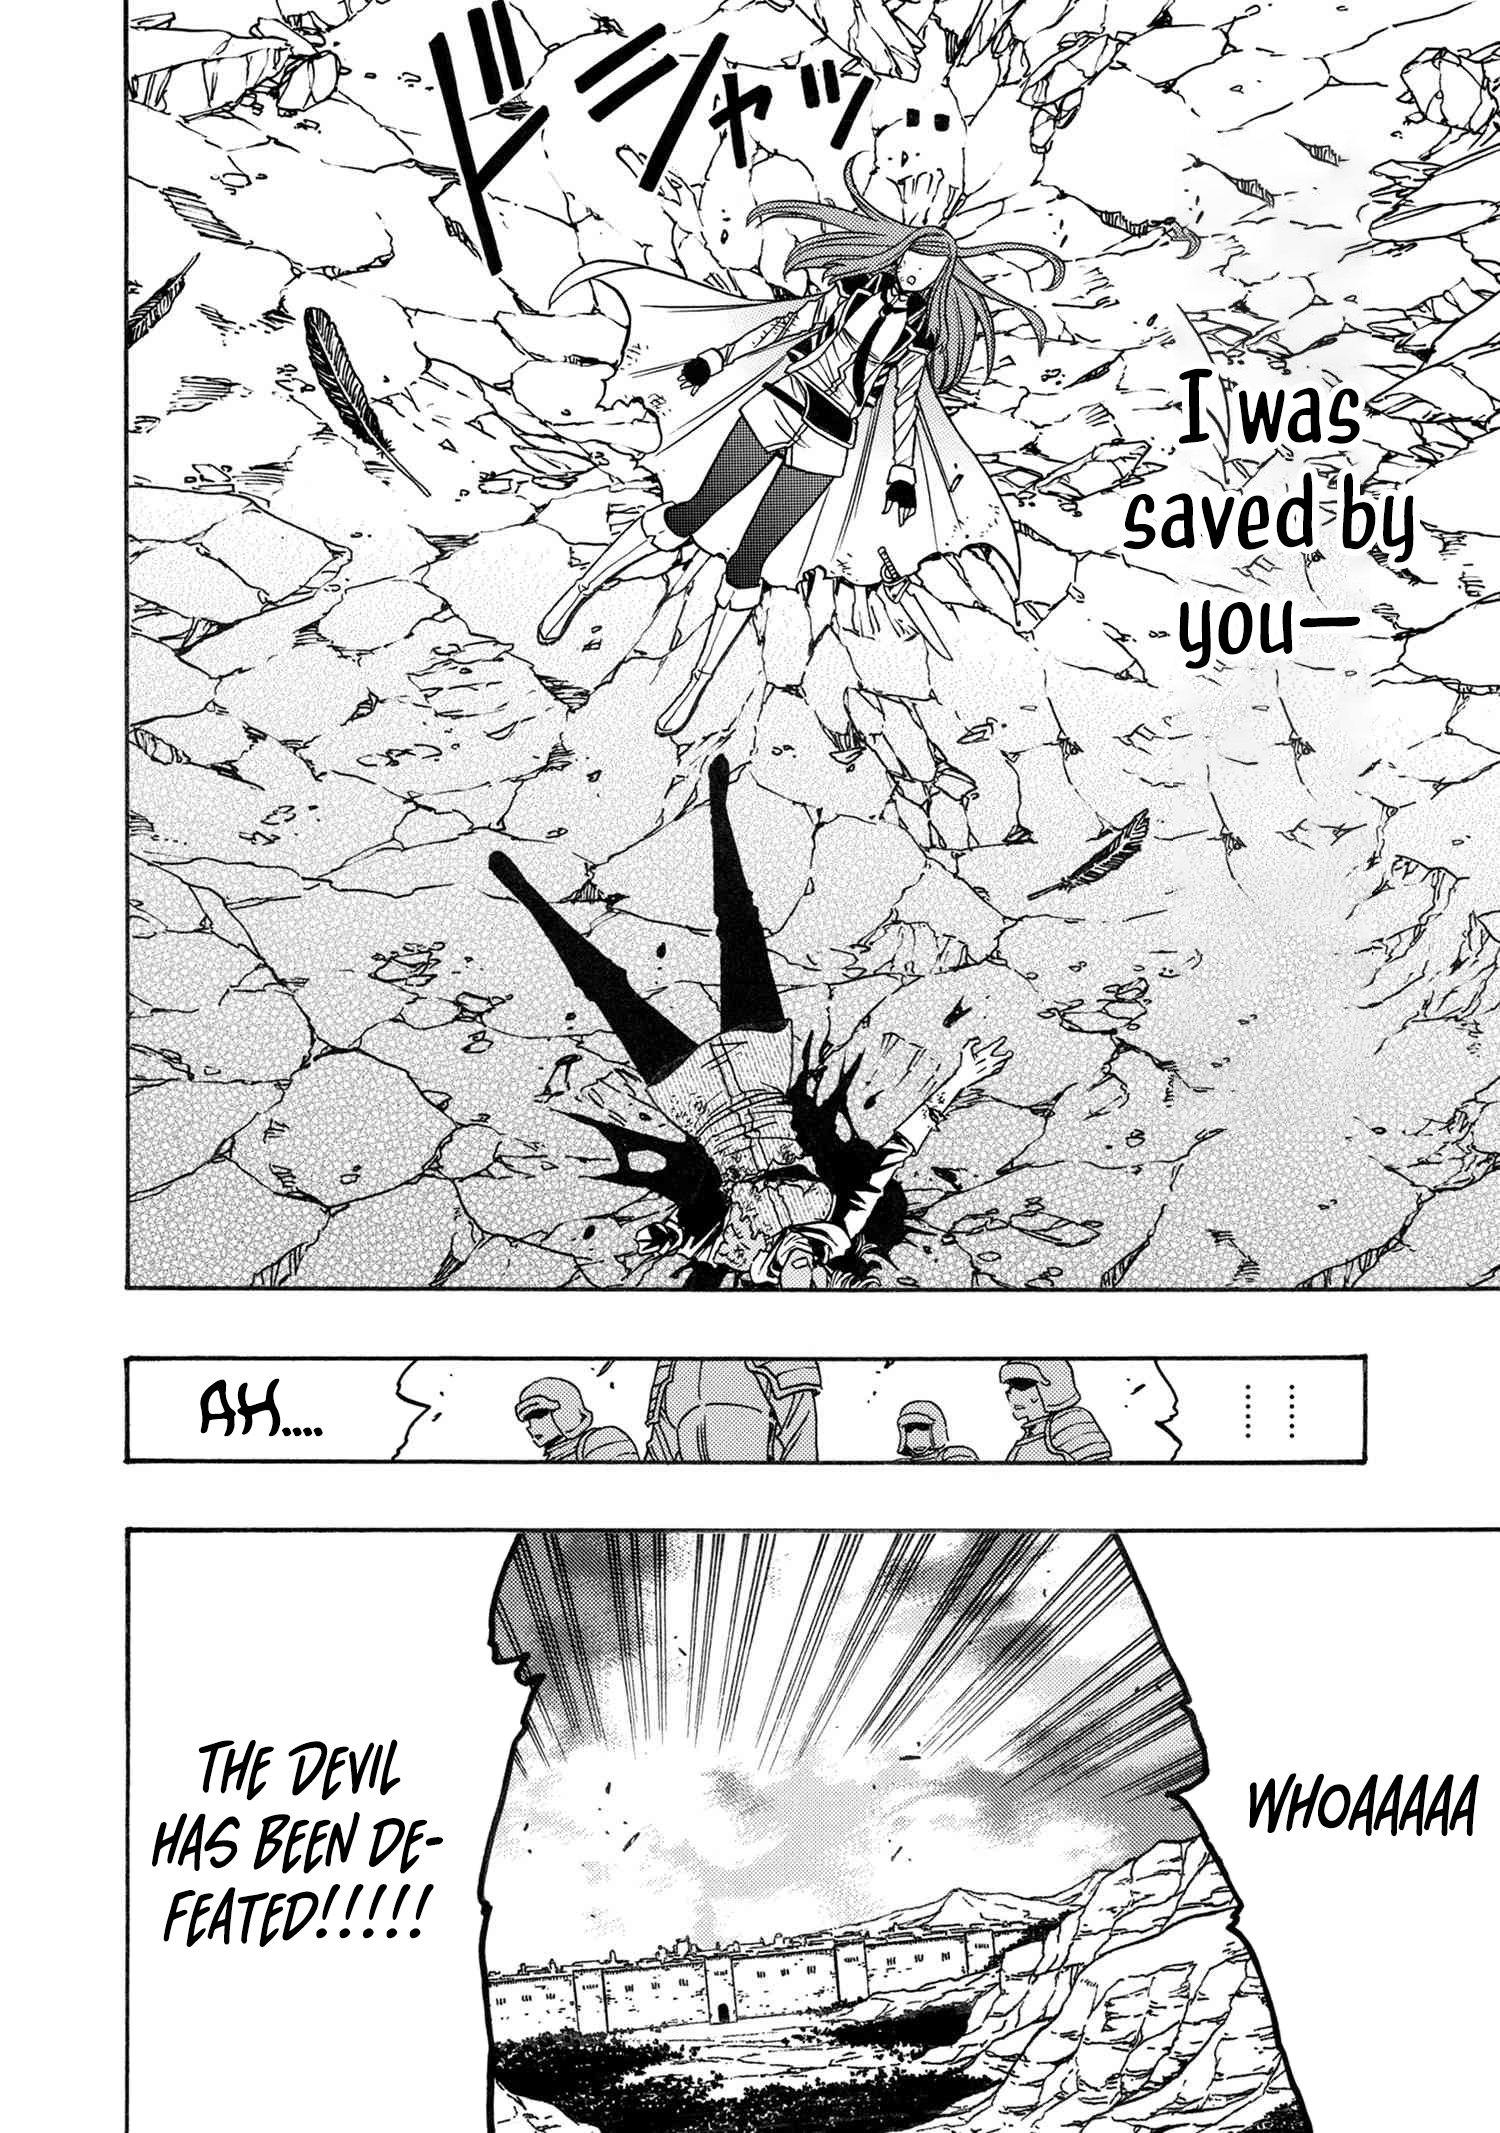 ドシャッ
I was
saved by
you—
AH....
......
......
WHOAAAAA
THE DEVIL
HAS BEEN DE-
FEATED!!!!!